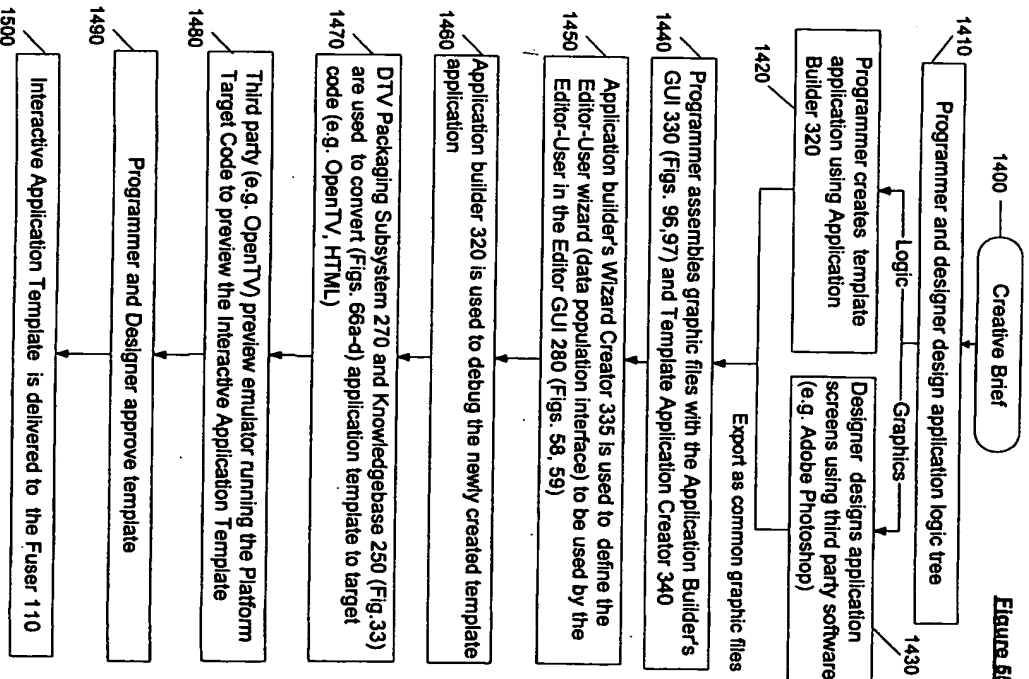 Figure
1400
Creative Brief
1410
Programmer and designer design application logic tree
Logic
Graphics
Programmer creates template
application using Application
Builder 320
1420
Designer designs application
screens using third party software
(e.g. Adobe Photoshop)
1430
Export as common graphic files
1440
Programmer assembles graphic files with the Application Builder's
GUI 330 (Figs. 96,97) and Template Application Creator 340
1450
Application builder's Wizard Creator 335 is used to define the
Editor-User wizard (data population interface) to be used by the
Editor-User in the Editor GUI 280 (Figs. 58, 59)
1460
Application builder 320 is used to debug the newly created template
application
1470
DTV Packaging Subsystem 270 and Knowledgebase 250 (Fig.33)
are used to convert (Figs. 66a-d) application template to target
code (e.g. OpenTV, HTML)
1480
Third party (e.g. OpenTV) preview emulator running the Platform
Target Code to preview the Interactive Application Template
1490
Programmer and Designer approve template
1500
Interactive Application Template is delivered to the Fuser 110